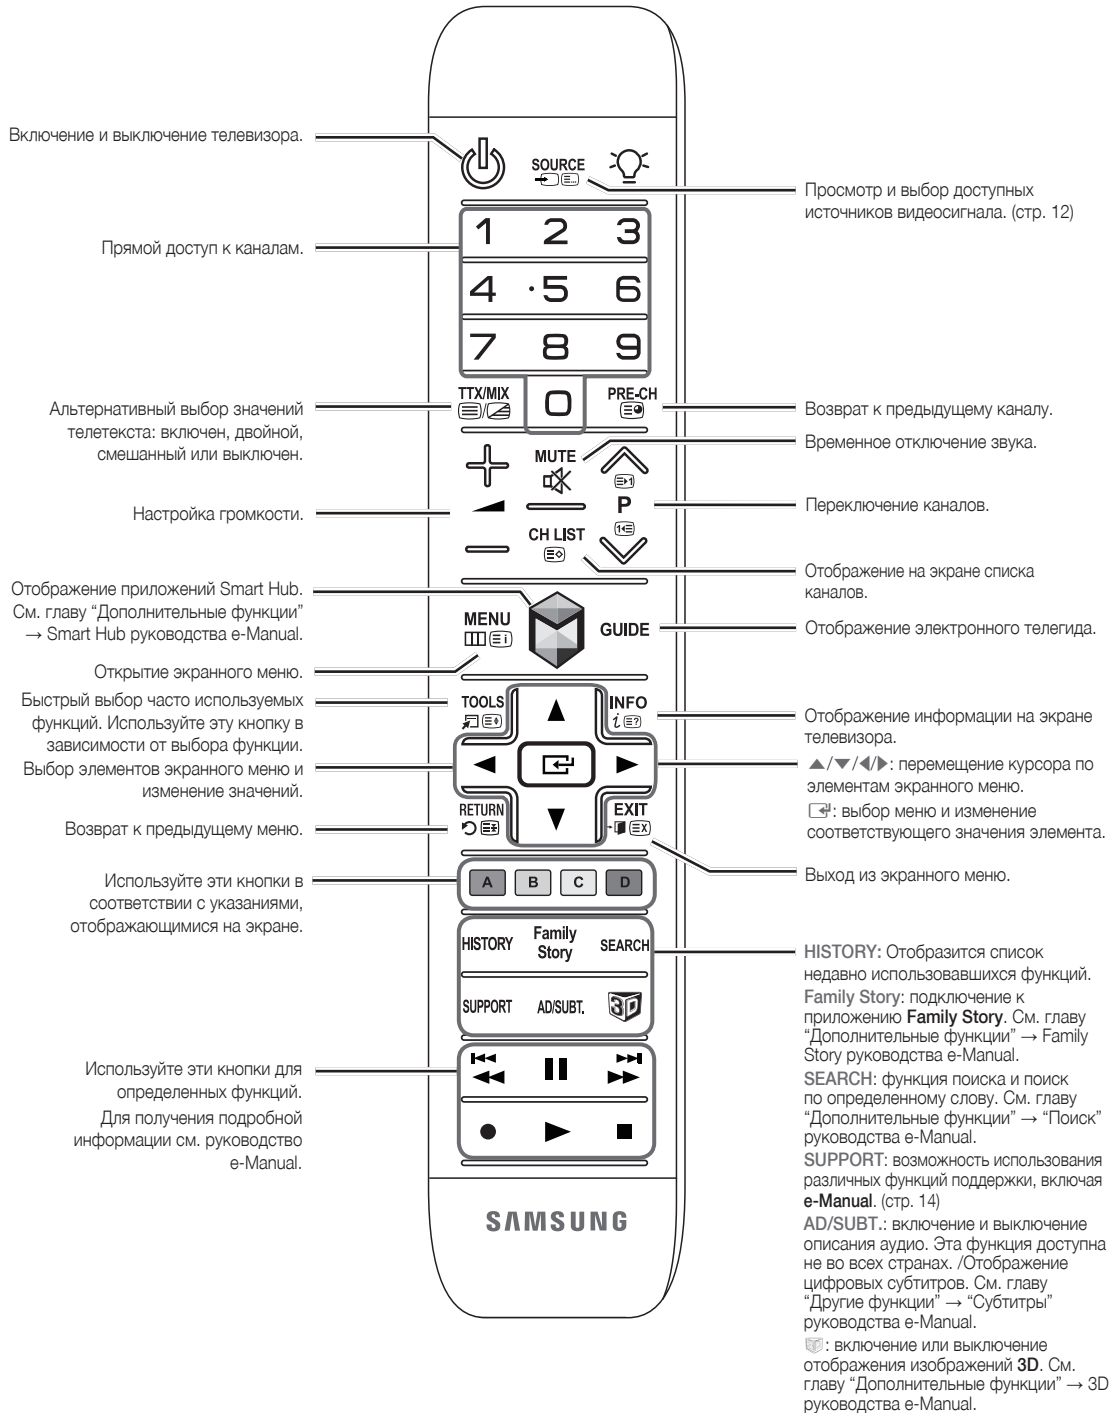 Включение и выключение телевизора.
SOURCE
Просмотр и выбор доступных
источников видеосигнала. (стр. 12)
Прямой доступ к каналам.
1 2 3
4 ·5 6
7 8 9
TTX/MIX
0
PRE-CH
Альтернативный выбор значений
телетекста: включен, двойной,
смешанный или выключен.
Возврат к предыдущему каналу.
Временное отключение звука.
MUTE
Настройка громкости.
P
Переключение каналов.
CH LIST
Отображение на экране списка
каналов.
Отображение приложений Smart Hub.
См. главу “Дополнительные функции”
→ Smart Hub руководства e-Manual.
MENU
GUIDE
Отображение электронного телегида.
Открытие экранного меню.
Быстрый выбор часто используемых
функций. Используйте эту кнопку в
зависимости от выбора функции.
TOOLS
INFO
Отображение информации на экране
телевизора.
Выбор элементов экранного меню и
изменение значений.
▲/▼/◀/▶: перемещение курсора по
элементам экранного меню.
: выбор меню и изменение
соответствующего значения элемента.
Возврат к предыдущему меню.
RETURN
EXIT
Выход из экранного меню.
Используйте эти кнопки в
соответствии с указаниями,
отображающимися на экране.
A B C D
HISTORY
Family
Story
SEARCH
SUPPORT
AD/SUBT.
3D
HISTORY: Отобразится список
недавно использовавшихся функций.
Family Story: подключение к
приложению Family Story. См. главу
“Дополнительные функции” → Family
Story руководства e-Manual.
SEARCH: функция поиска и поиск
по определенному слову. См. главу
“Дополнительные функции” → “Поиск”
руководства e-Manual.
SUPPORT: возможность использования
различных функций поддержки, включая
e-Manual. (стр. 14)
AD/SUBT.: включение и выключение
описания аудио. Эта функция доступна
не во всех странах. /Отображение
цифровых субтитров. См. главу
“Другие функции” → “Субтитры”
руководства e-Manual.
: включение или выключение
отображения изображений 3D. См.
главу “Дополнительные функции” → 3D
руководства e-Manual.
Используйте эти кнопки для
определенных функций.
Для получения подробной
информации см. руководство
e-Manual.
SAMSUNG